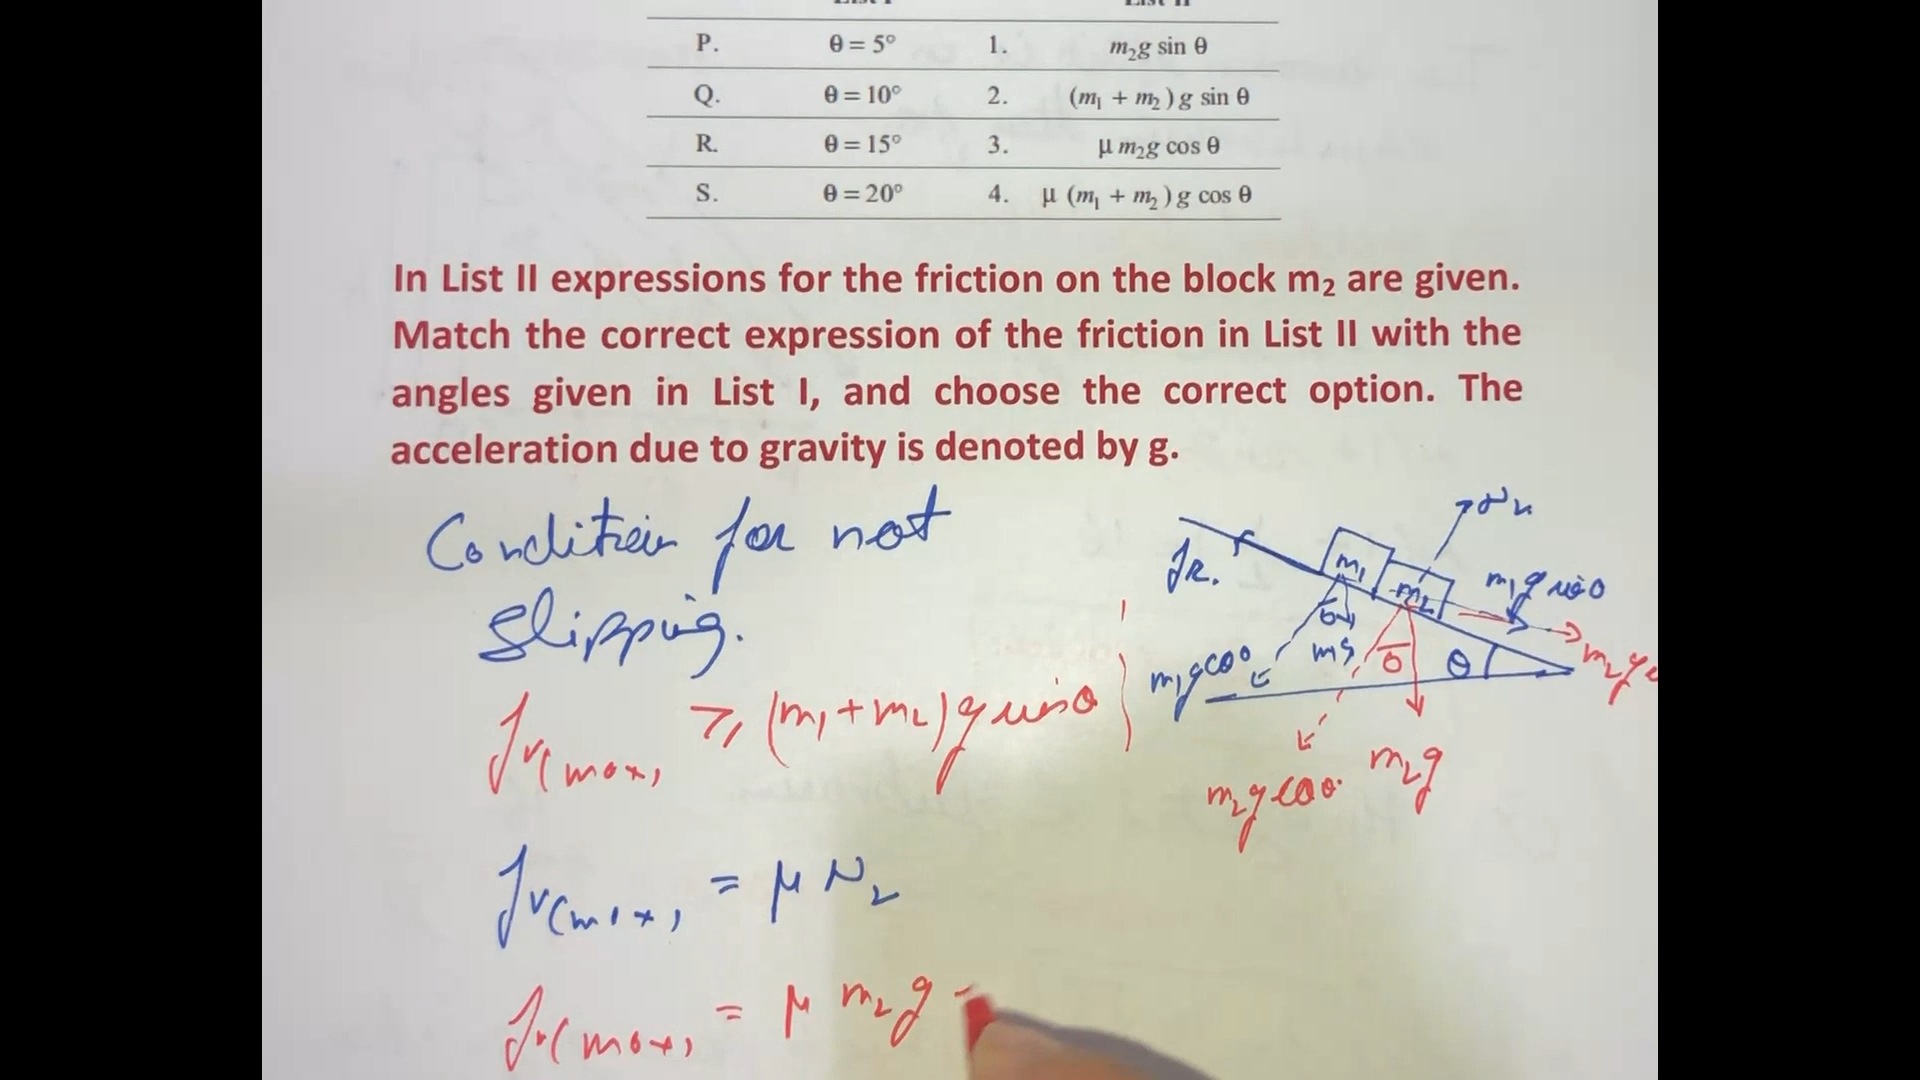 P. θ = 5° 1. m₂g sin θ
Q. θ = 10° 2. (m₁ + m₂) g sin θ
R. θ = 15° 3. μ m₂g cos θ
S. θ = 20° 4. μ (m₁ + m₂) g cos θ
In List II expressions for the friction on the block m₂ are given.
Match the correct expression of the friction in List II with the
angles given in List I, and choose the correct option. The
acceleration due to gravity is denoted by g.
Condition for not
slipping.
fr(max) ⩾ (m₁+m₂)g sinθ
fr(max) = μ N₂
fr(max) = μ m₂g
fr.
m₁
m₂
m₁g sinθ
θ
m₁g cosθ
θ
θ
m₂g
m₂g cosθ